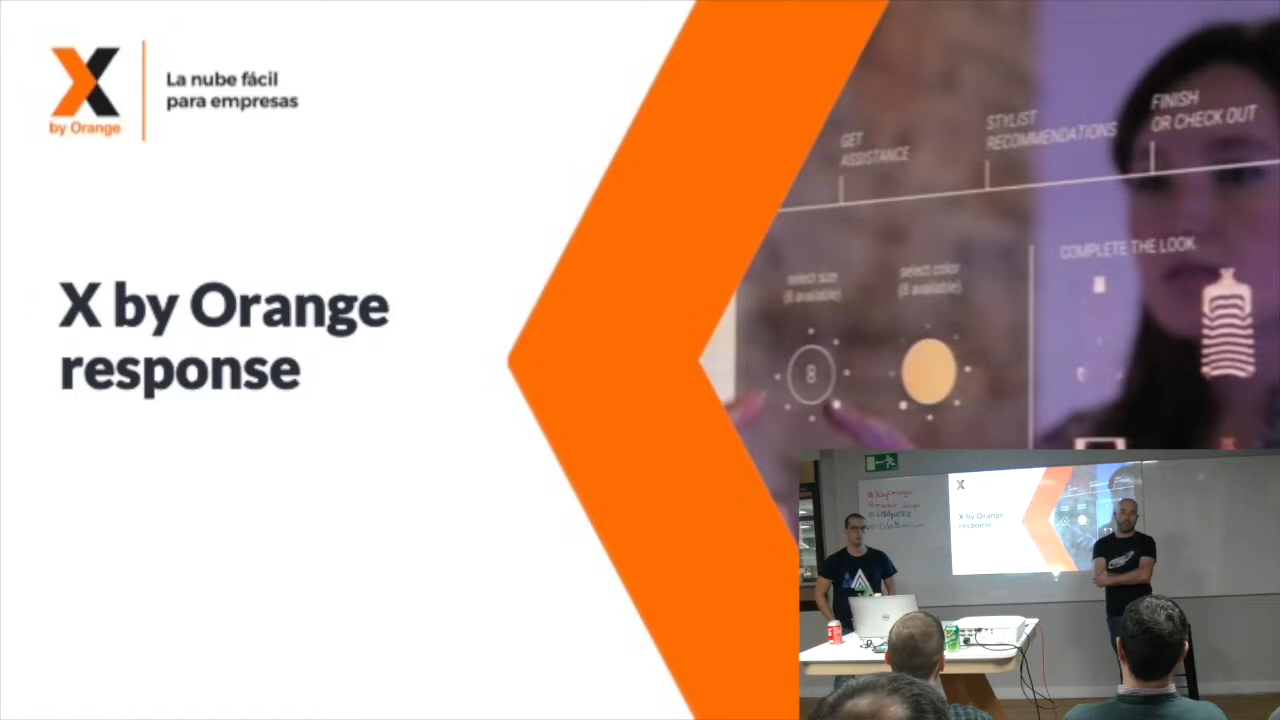 X
by Orange
La nube fácil
para empresas
X by Orange
response
GET
ASSISTANCE
STYLIST
RECOMMENDATIONS
FINISH
OR CHECK OUT
select size
(8 available)
select color
(8 available)
COMPLETE THE LOOK
8
X
X by Orange
response